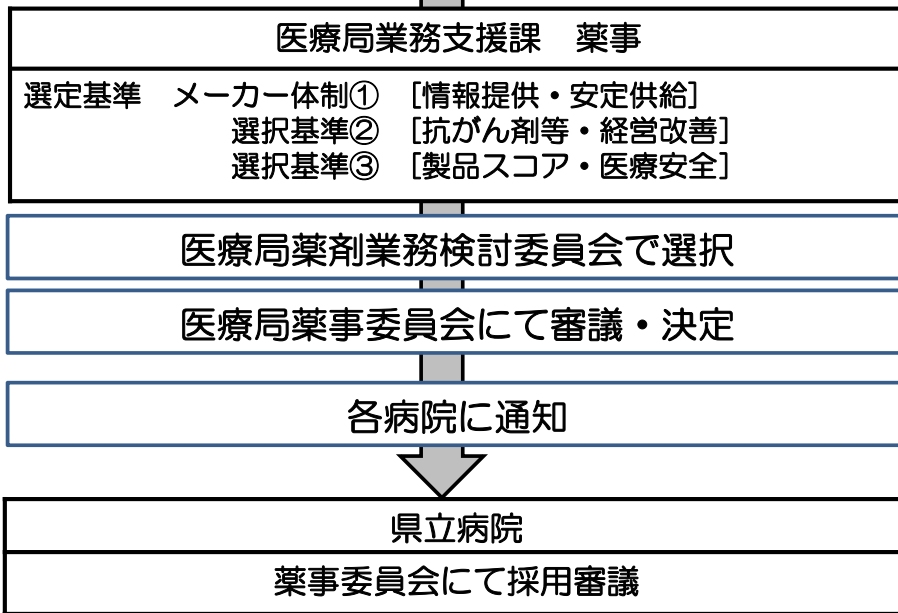 医療局業務支援課　薬事
選定基準　メーカー体制①　[情報提供・安定供給]
選択基準②　[抗がん剤等・経営改善]
選択基準③　[製品スコア・医療安全]
医療局薬剤業務検討委員会で選択
医療局薬事委員会にて審議・決定
各病院に通知
県立病院
薬事委員会にて採用審議